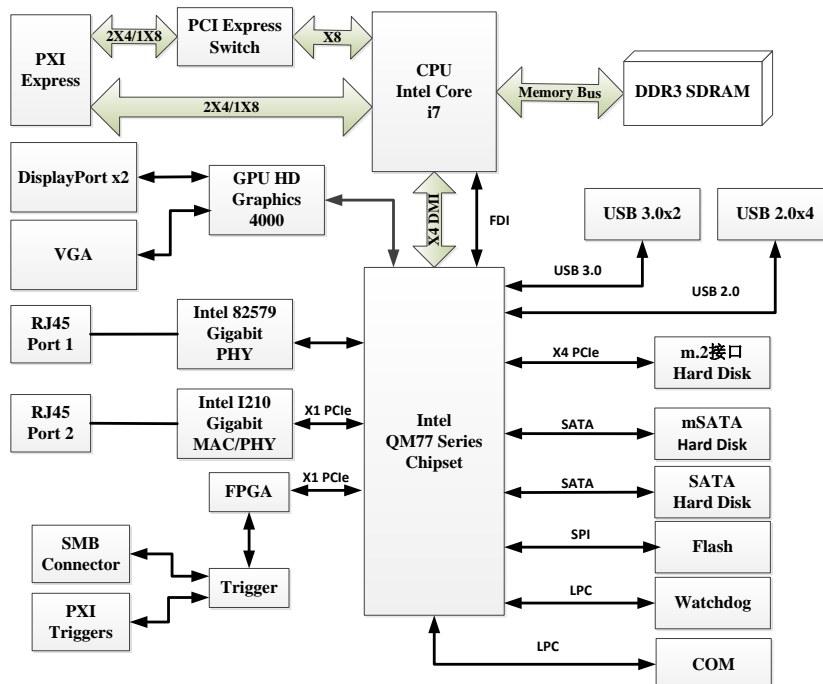 PXI
Express
2X4/1X8
PCI Express
Switch
X8
2X4/1X8
CPU
Intel Core
i7
Memory Bus
DDR3 SDRAM
DisplayPort x2
VGA
GPU HD
Graphics
4000
X4 DMI
FDI
USB 3.0x2
USB 2.0x4
USB 3.0
USB 2.0
RJ45
Port 1
Intel 82579
Gigabit
PHY
X4 PCIe
m.2接口
Hard Disk
RJ45
Port 2
Intel I210
Gigabit
MAC/PHY
X1 PCIe
Intel
QM77 Series
Chipset
SATA
mSATA
Hard Disk
FPGA
X1 PCIe
SATA
SATA
Hard Disk
SMB
Connector
SPI
Flash
Trigger
PXI
Triggers
LPC
Watchdog
LPC
COM